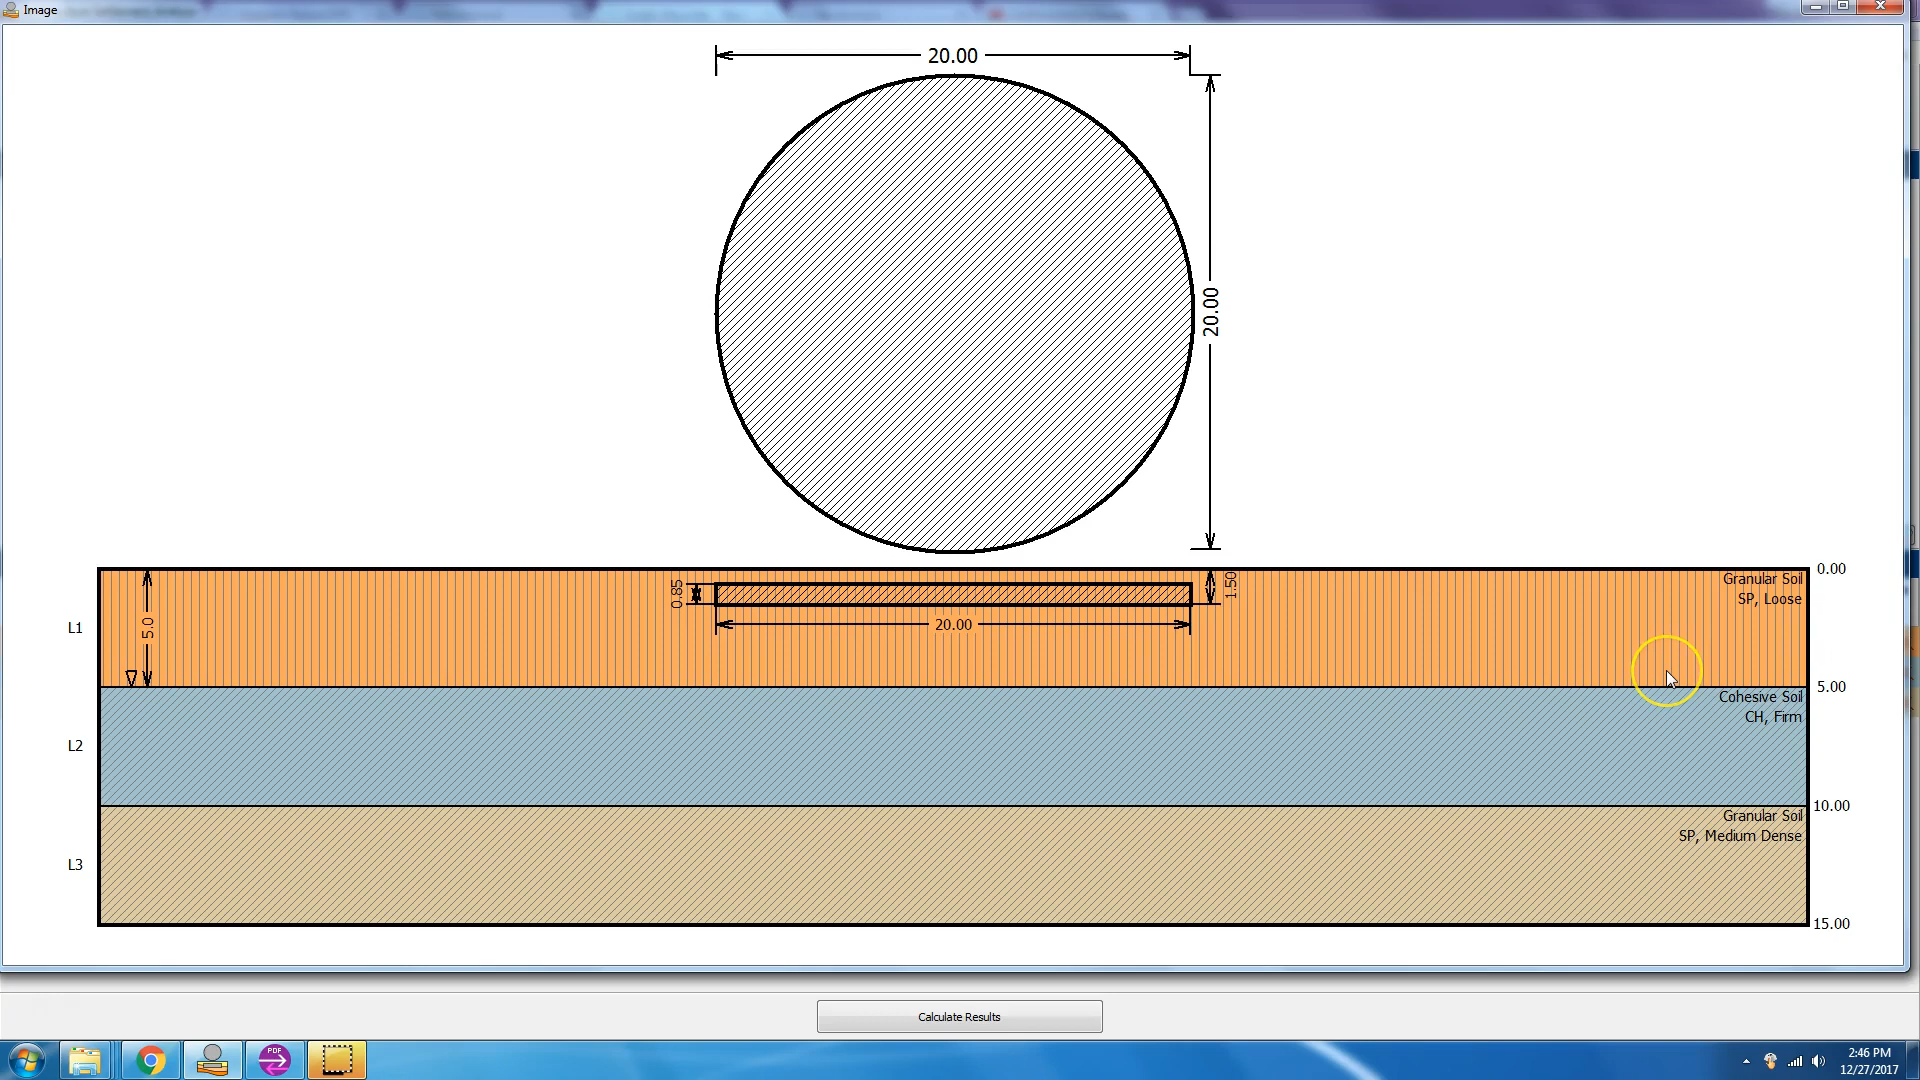 Image
20.00
20.00
0.85
1.50
20.00
5.0
L1
L2
L3
Granular Soil
SP, Loose
Cohesive Soil
CH, Firm
Granular Soil
SP, Medium Dense
0.00
5.00
10.00
15.00
Calculate Results
PDF
2:46 PM
12/27/2017